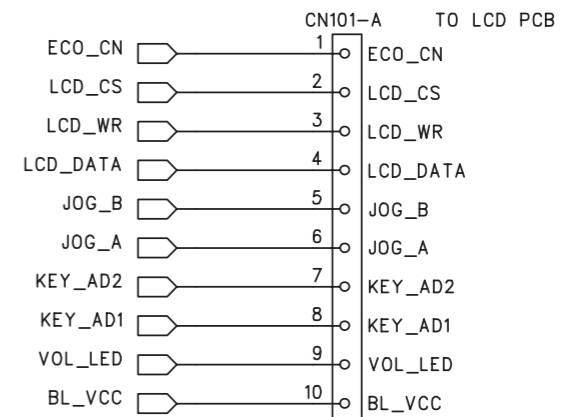 CN101-A TO LCD PCB
ECO_CN 1 ECO_CN
LCD_CS 2 LCD_CS
LCD_WR 3 LCD_WR
LCD_DATA 4 LCD_DATA
JOG_B 5 JOG_B
JOG_A 6 JOG_A
KEY_AD2 7 KEY_AD2
KEY_AD1 8 KEY_AD1
VOL_LED 9 VOL_LED
BL_VCC 10 BL_VCC